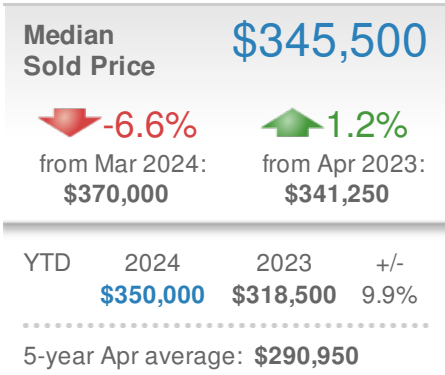 Median
Sold Price
$345,500
-6.6%
from Mar 2024:
$370,000
1.2%
from Apr 2023:
$341,250
YTD 2024 2023 +/-
$350,000 $318,500 9.9%
5-year Apr average: $290,950